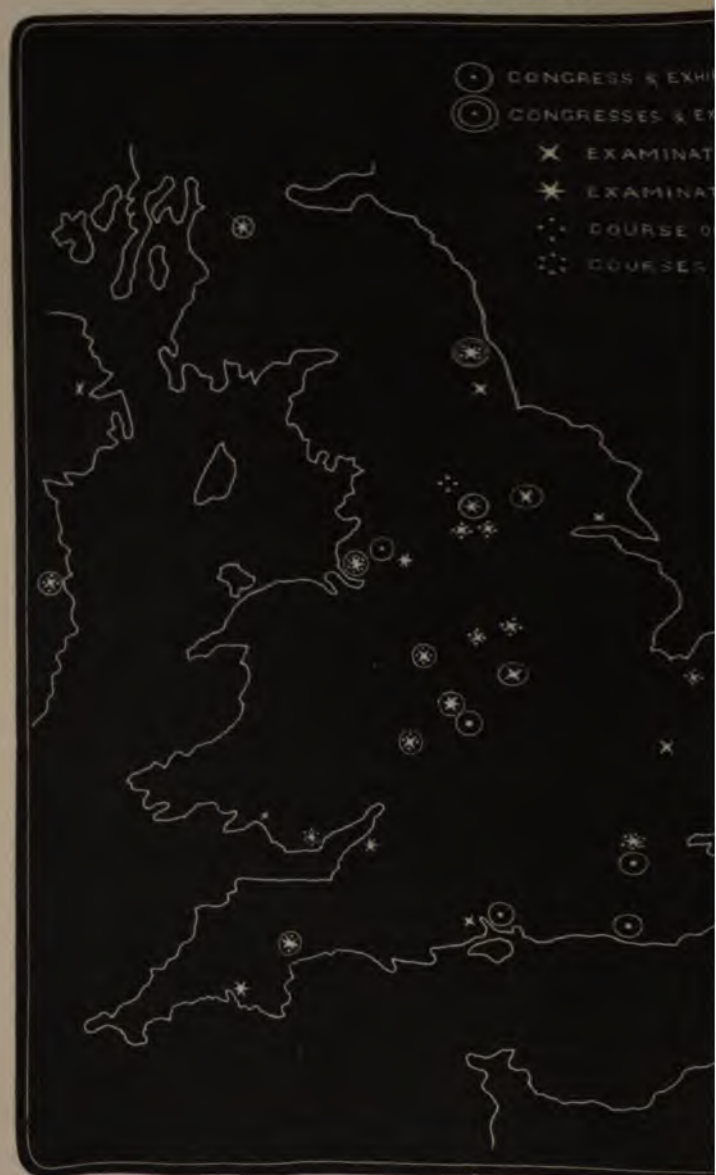 CONGRESS & EXHI
CONGRESSES & EX
EXAMINAT
EXAMINAT
COURSE O
COURSES